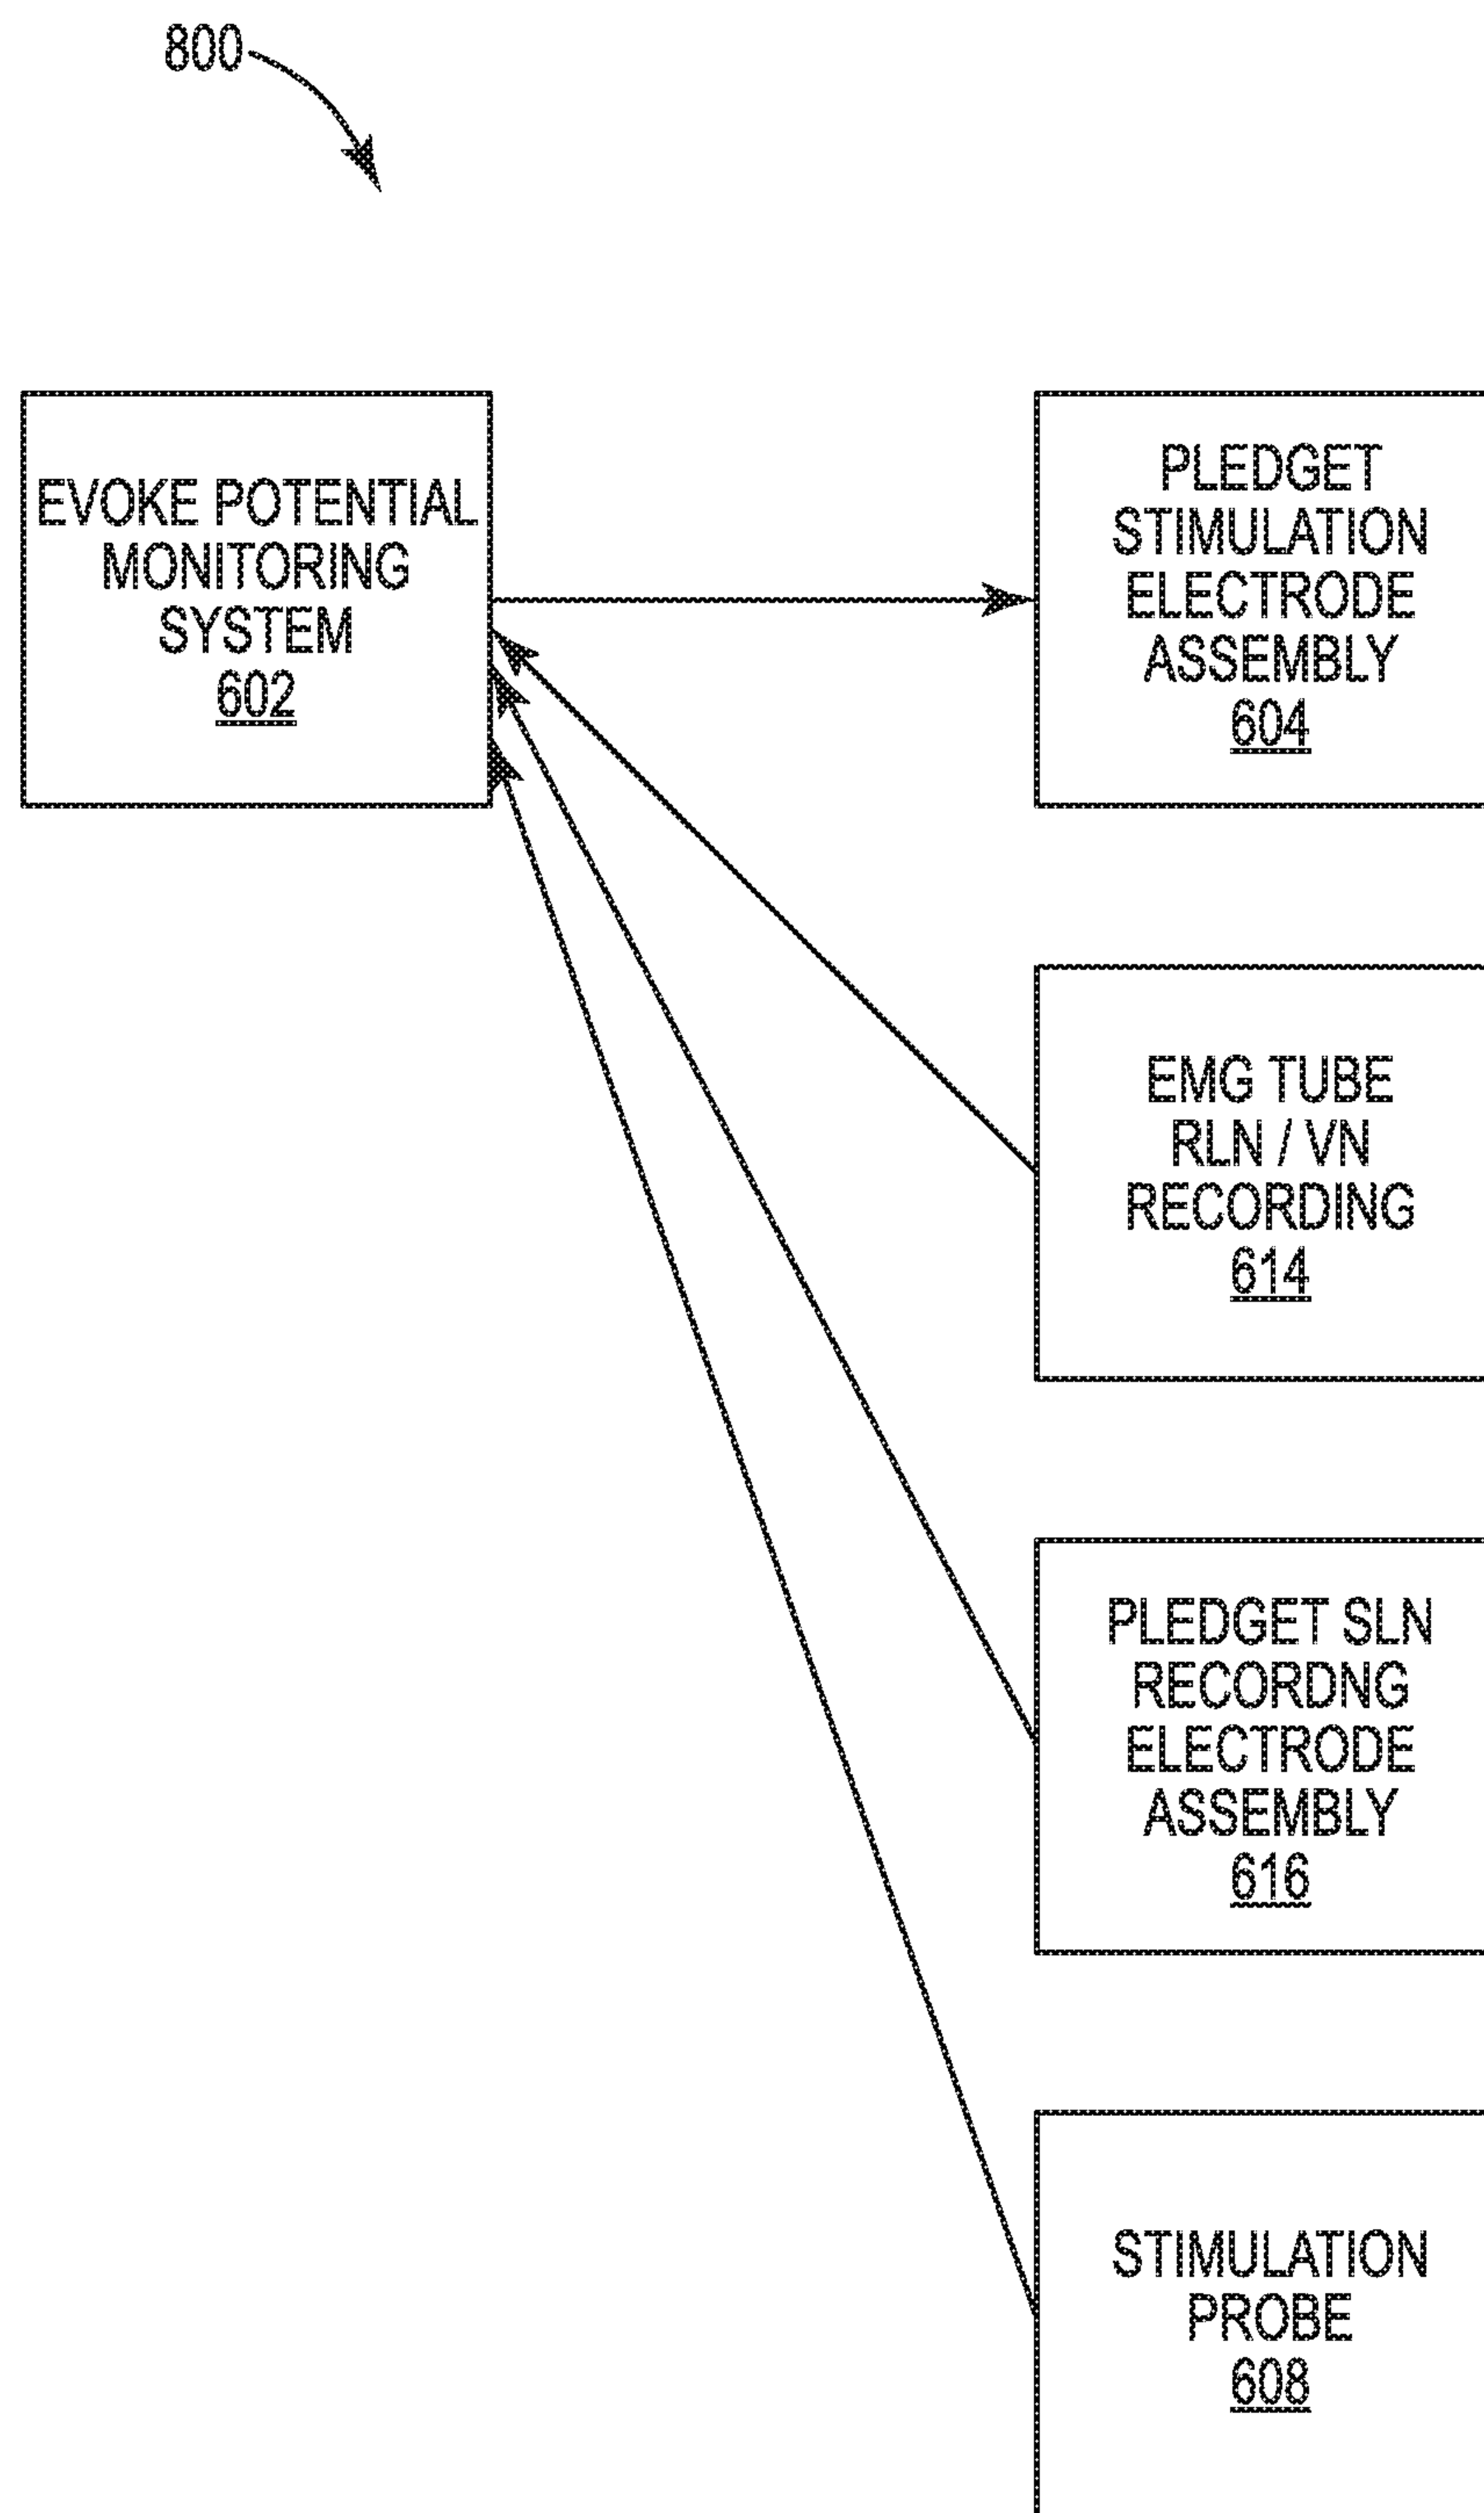 800
EVOKE POTENTIAL
MONITORING
SYSTEM
602
PLEDGET
STIMULATION
ELECTRODE
ASSEMBLY
604
EMG TUBE
RLN / VN
RECORDING
614
PLEDGET SLN
RECORDNG
ELECTRODE
ASSEMBLY
616
STIMULATION
PROBE
608